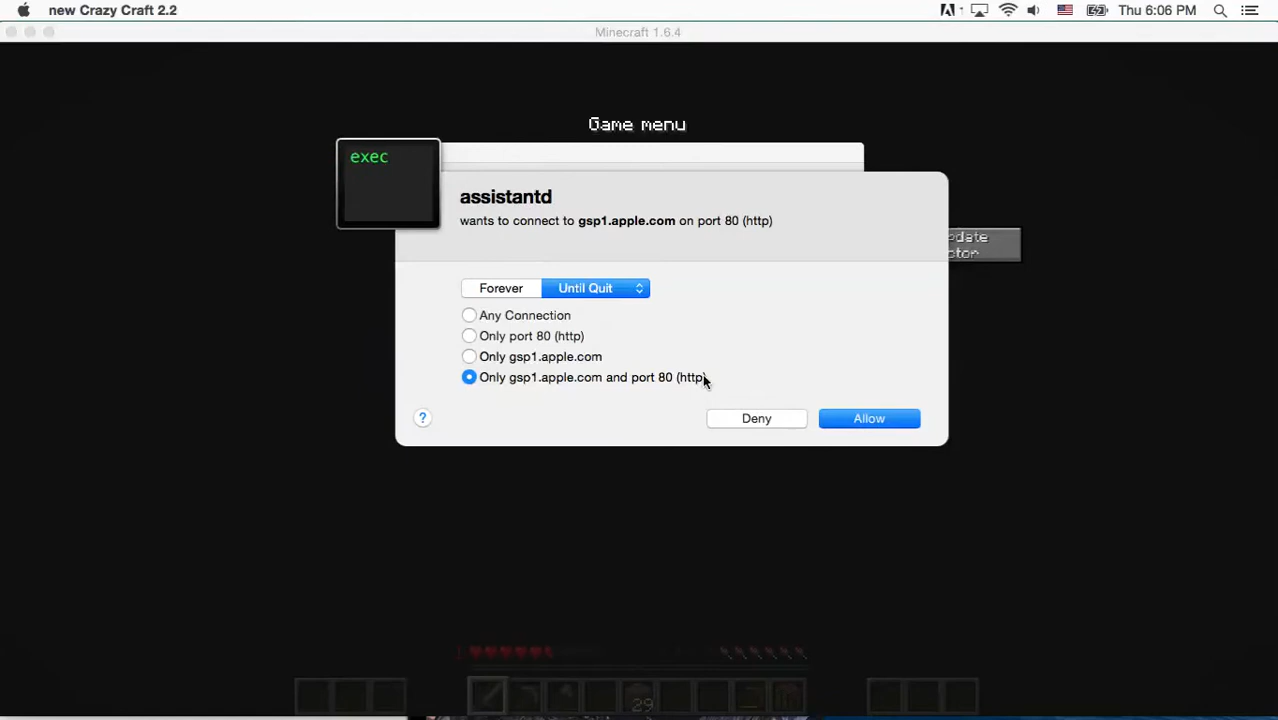 new Crazy Craft 2.2
Thu 6:06 PM
Minecraft 1.6.4
Game menu
exec
assistantd
wants to connect to gsp1.apple.com on port 80 (http)
Forever
Until Quit
Any Connection
Only port 80 (http)
Only gsp1.apple.com
Only gsp1.apple.com and port 80 (http)
?
Deny
Allow
29